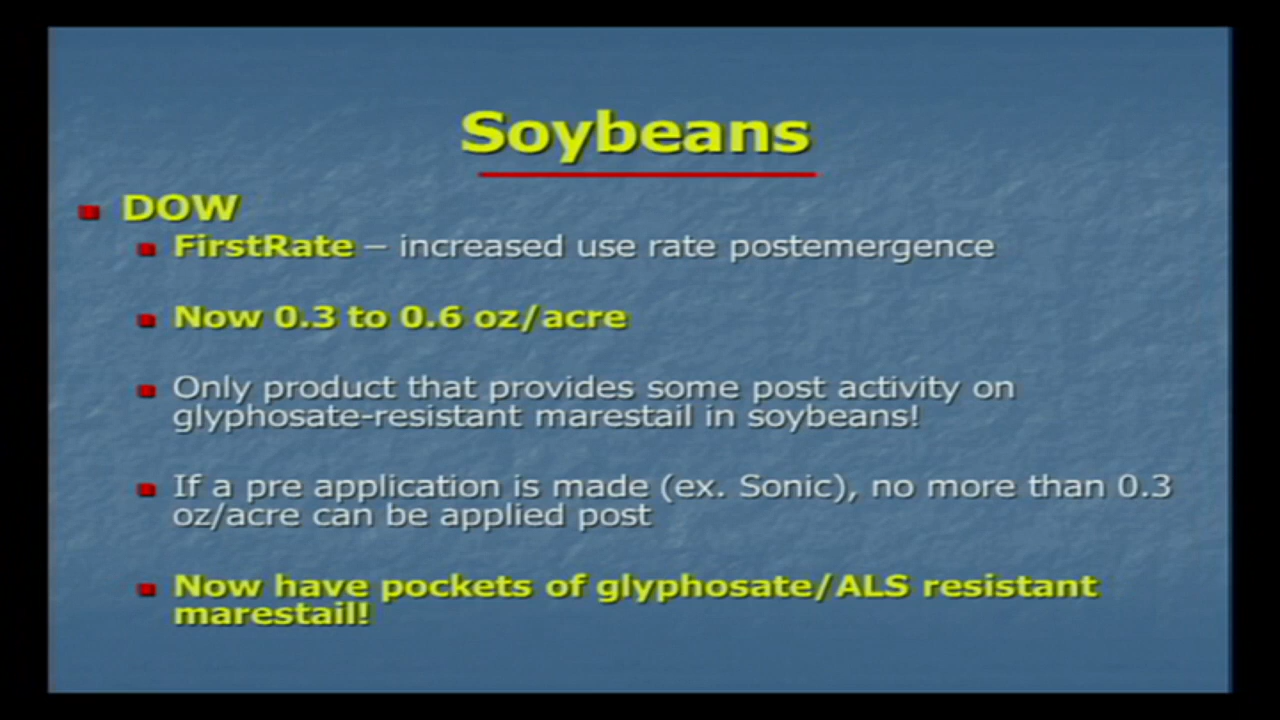 Soybeans
DOW
FirstRate – increased use rate postemergence
Now 0.3 to 0.6 oz/acre
Only product that provides some post activity on
glyphosate-resistant marestail in soybeans!
If a pre application is made (ex. Sonic), no more than 0.3
oz/acre can be applied post
Now have pockets of glyphosate/ALS resistant
marestail!